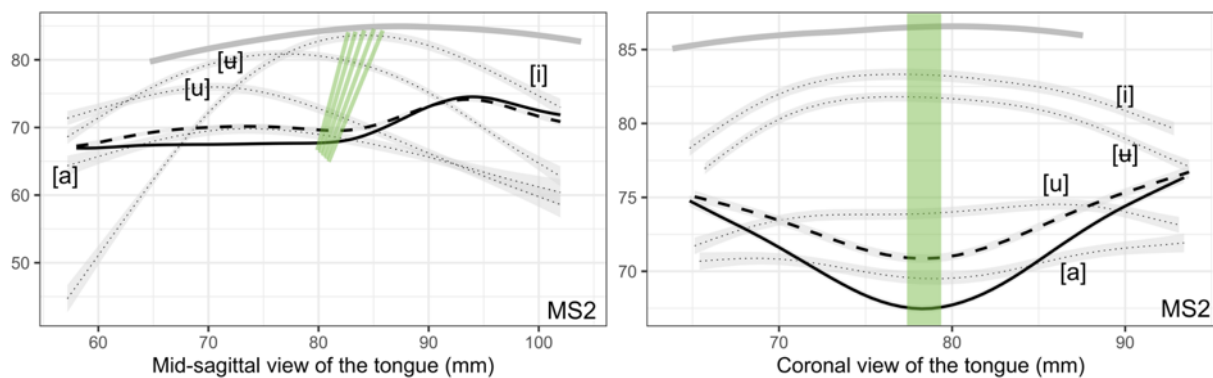 80
70
60
50
[ʉ]
[u]
[i]
[a]
MS2
60
70
80
90
100
Mid-sagittal view of the tongue (mm)
85
80
75
70
[i]
[ʉ]
[u]
[a]
MS2
70
80
90
Coronal view of the tongue (mm)